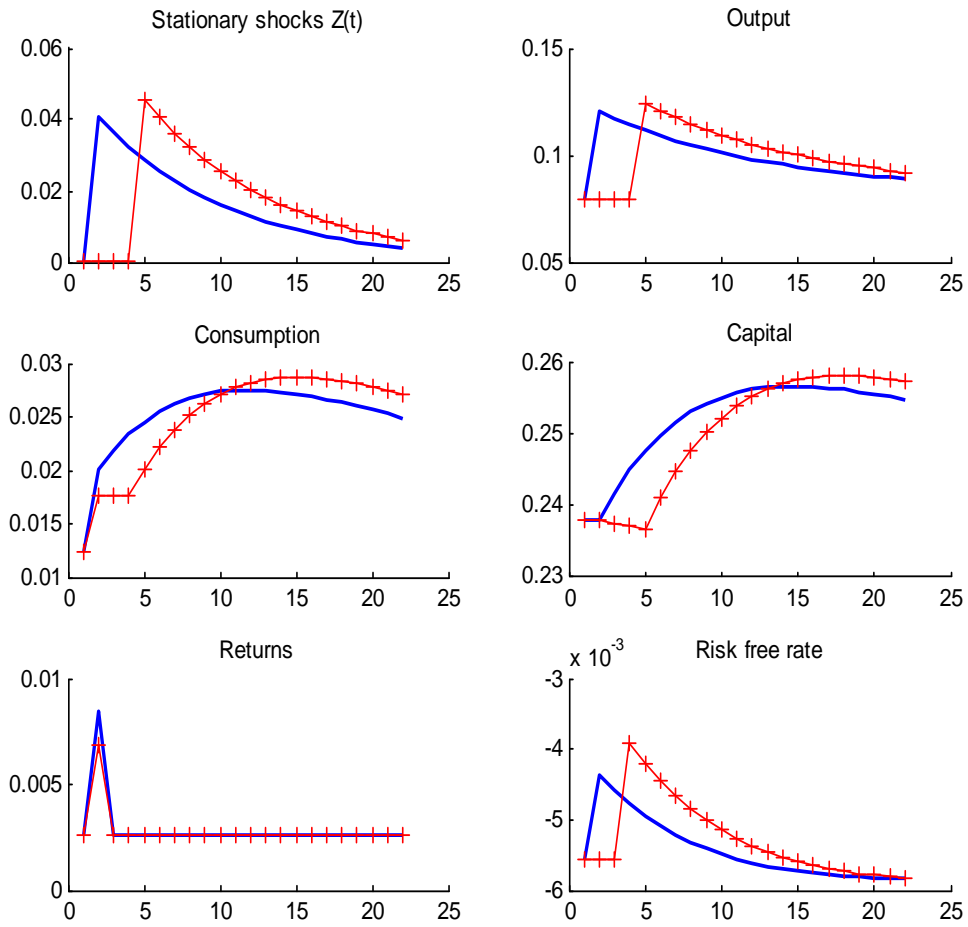 Stationary shocks Z(t)
0.06
0.04
0.02
0
0 5 10 15 20 25
Output
0.15
0.1
0.05
0 5 10 15 20 25
Consumption
0.03
0.025
0.02
0.015
0.01
0 5 10 15 20 25
Capital
0.26
0.25
0.24
0.23
0 5 10 15 20 25
Returns
0.01
0.005
0
0 5 10 15 20 25
Risk free rate
x 10^-3
-3
-4
-5
-6
0 5 10 15 20 25